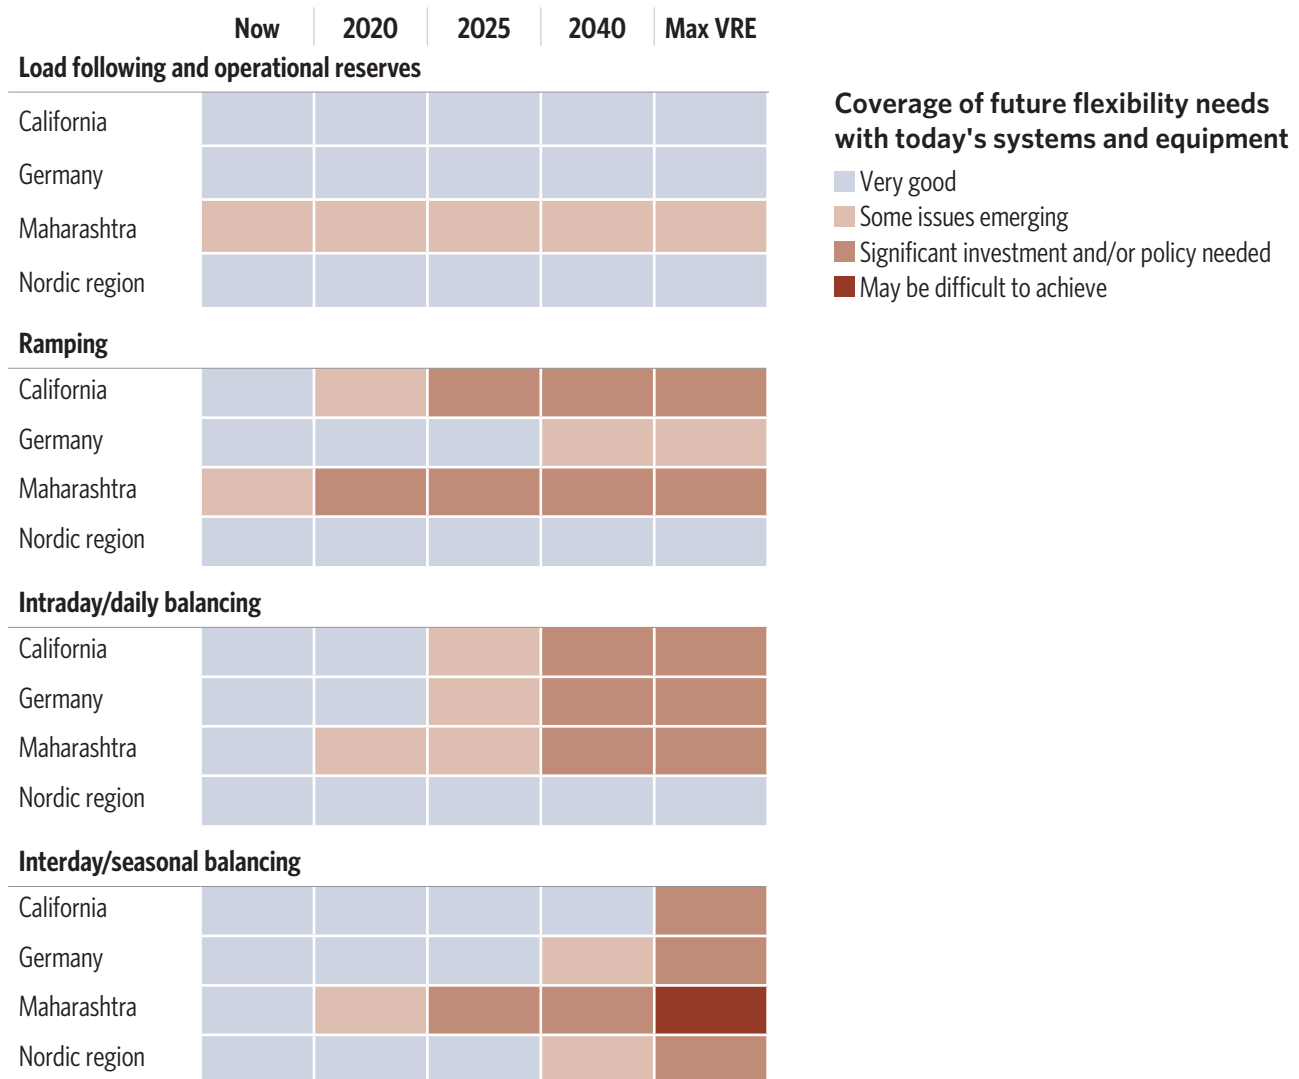 Now 2020 2025 2040 Max VRE
Load following and operational reserves
California
Germany
Maharashtra
Nordic region
Coverage of future flexibility needs
with today's systems and equipment
Very good
Some issues emerging
Significant investment and/or policy needed
May be difficult to achieve
Ramping
California
Germany
Maharashtra
Nordic region
Intraday/daily balancing
California
Germany
Maharashtra
Nordic region
Interday/seasonal balancing
California
Germany
Maharashtra
Nordic region